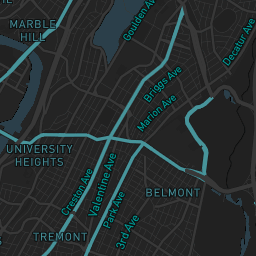 MARBLE
HILL
Goulden Ave
Decatur Ave
Briggs Ave
Marion Ave
UNIVERSITY
HEIGHTS
Creston Ave
Valentine Ave
Park Ave
3rd Ave
BELMONT
TREMONT